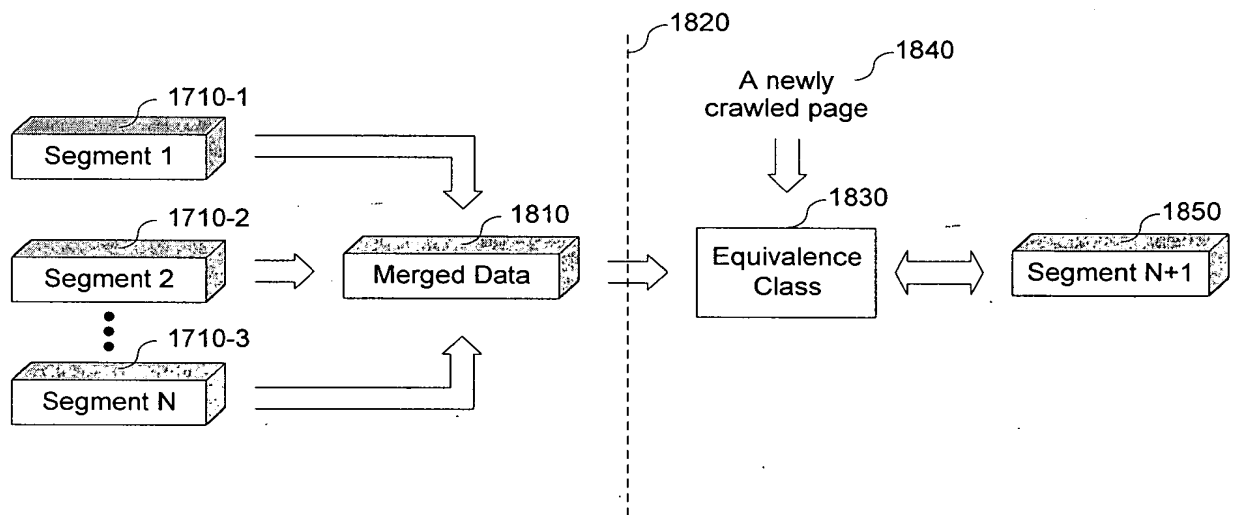 1820
1840
A newly
crawled page
1710-1
Segment 1
1710-2
1810
1830
1850
Segment 2
Merged Data
Equivalence
Class
Segment N+1
1710-3
Segment N